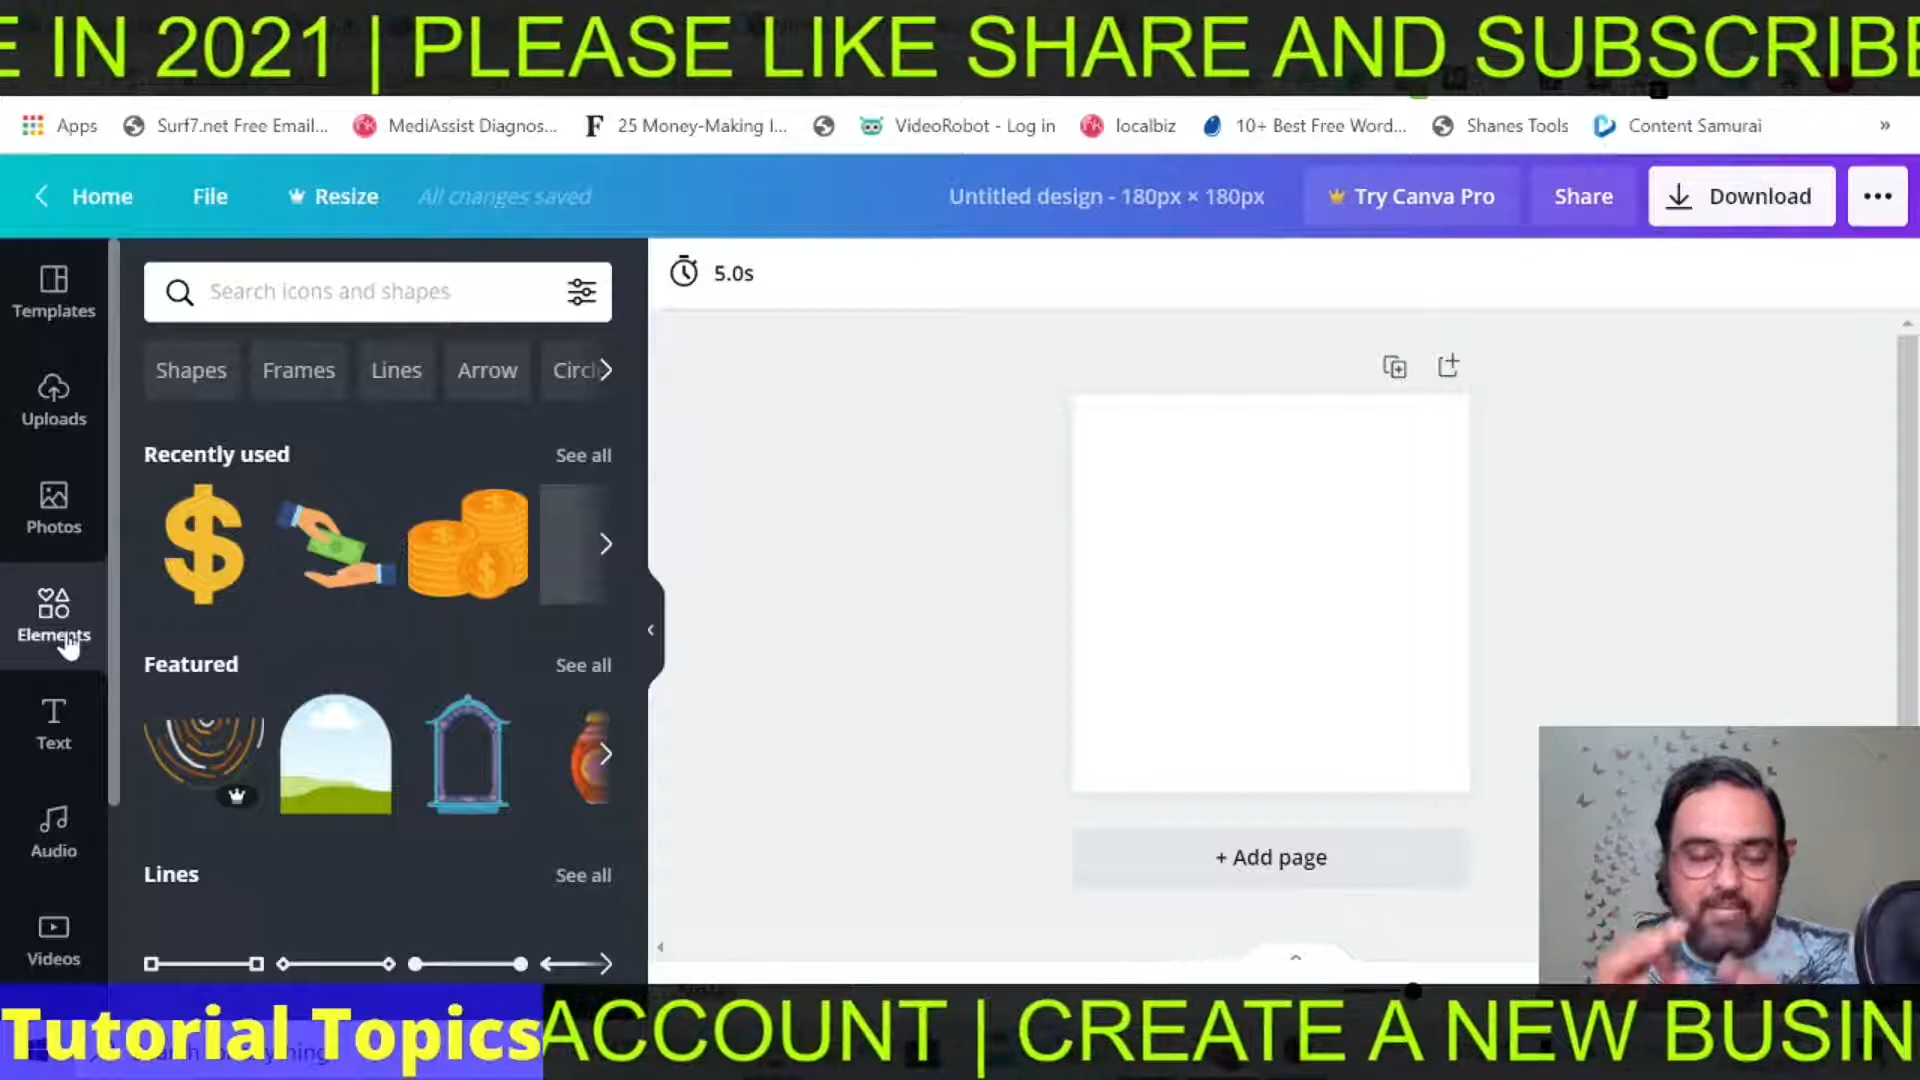 E IN 2021 | PLEASE LIKE SHARE AND SUBSCRIBE
Apps Surf7.net Free Email... MediAssist Diagnos... F 25 Money-Making I... VideoRobot - Log in localbiz 10+ Best Free Word... Shanes Tools Content Samurai »
Home File Resize All changes saved Untitled design - 180px × 180px Try Canva Pro Share Download
Templates
Uploads
Photos
Elements
Text
Audio
Videos
Search icons and shapes
Shapes Frames Lines Arrow Circl
Recently used See all
Featured See all
Lines See all
5.0s
+ Add page
Tutorial Topics
ACCOUNT | CREATE A NEW BUSIN